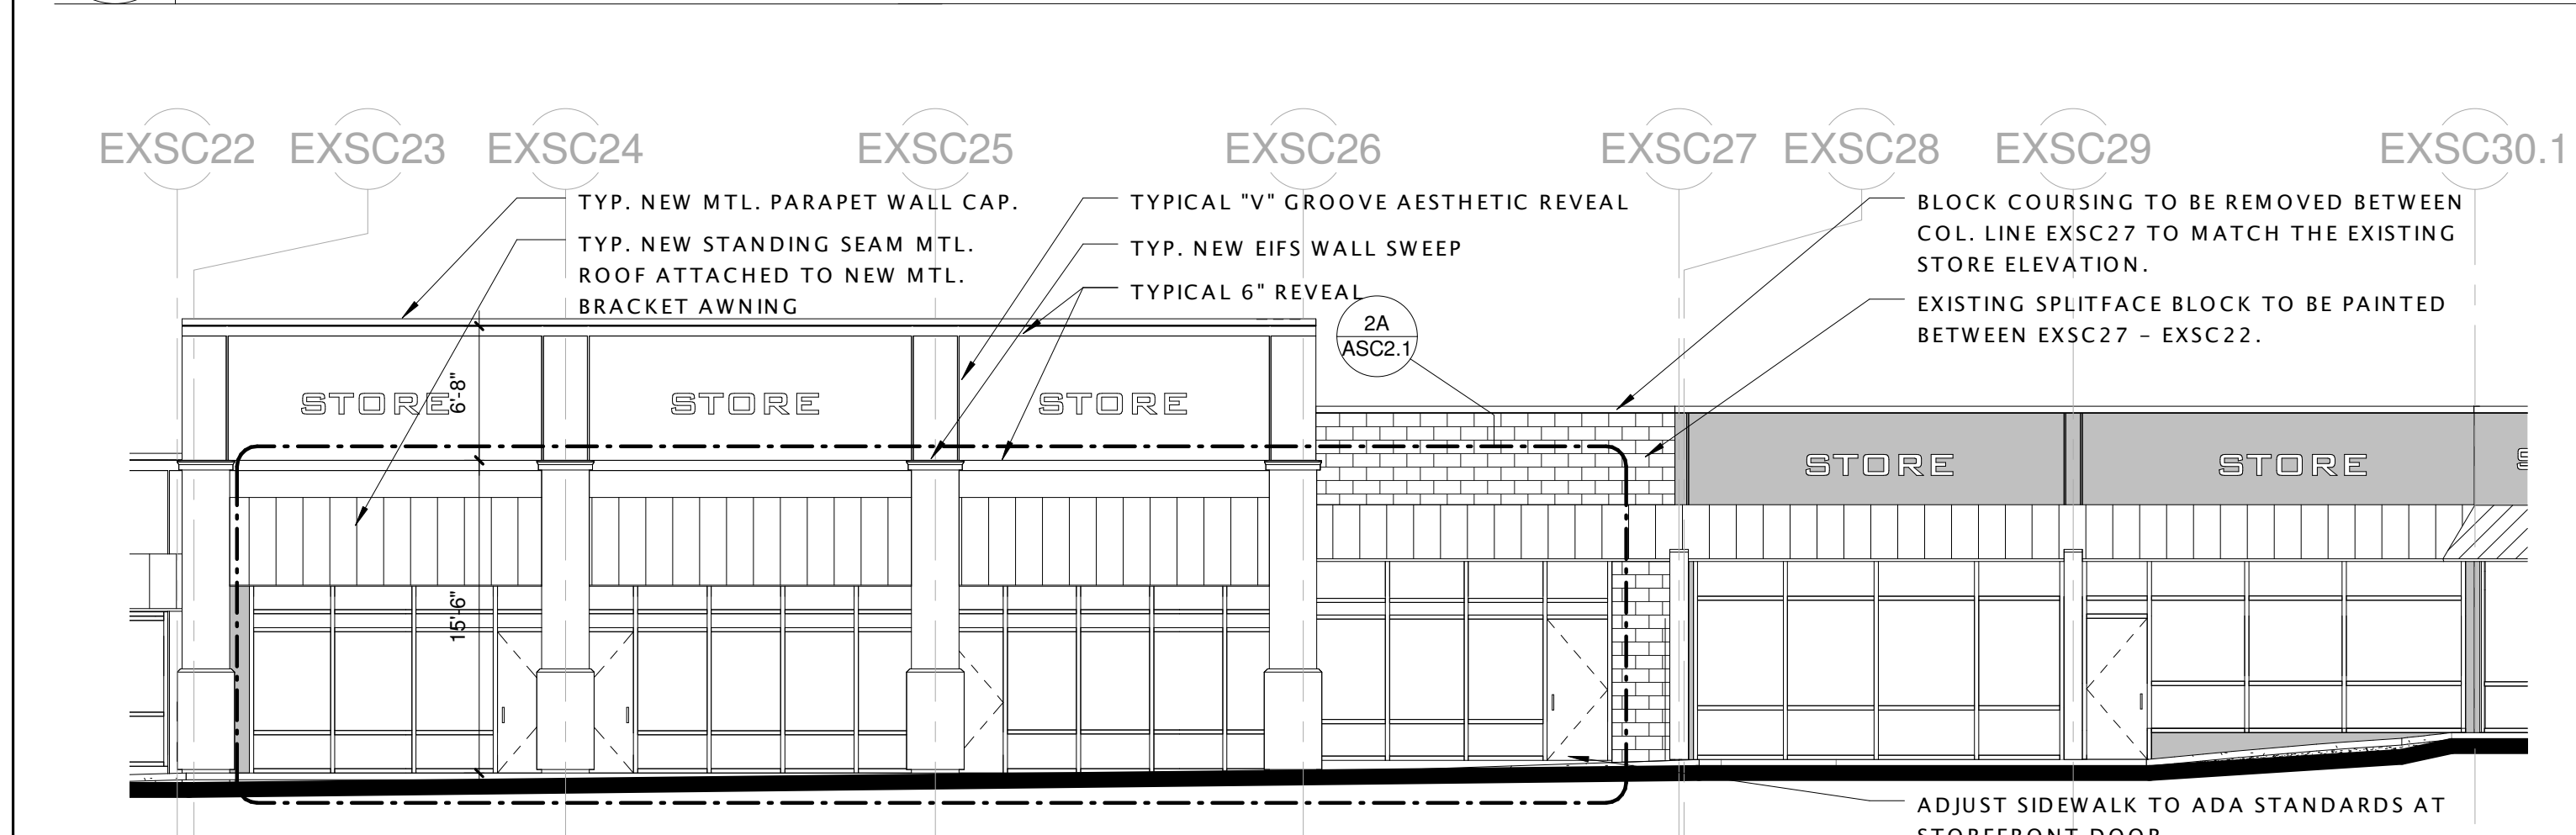 EXSC22
EXSC23
EXSC24
EXSC25
EXSC26
EXSC27
EXSC28
EXSC29
EXSC30.1
TYP. NEW MTL. PARAPET WALL CAP.
TYP. NEW STANDING SEAM MTL.
ROOF ATTACHED TO NEW MTL.
BRACKET AWNING
TYPICAL "V" GROOVE AESTHETIC REVEAL
TYP. NEW EIFS WALL SWEEP
TYPICAL 6" REVEAL
2A
ASC2.1
BLOCK COURSING TO BE REMOVED BETWEEN
COL. LINE EXSC27 TO MATCH THE EXISTING
STORE ELEVATION.
EXISTING SPLITFACE BLOCK TO BE PAINTED
BETWEEN EXSC27 – EXSC22.
STORE
6'-8"
STORE
STORE
STORE
STORE
S
15'-6"
ADJUST SIDEWALK TO ADA STANDARDS AT
STOREFRONT DOOR